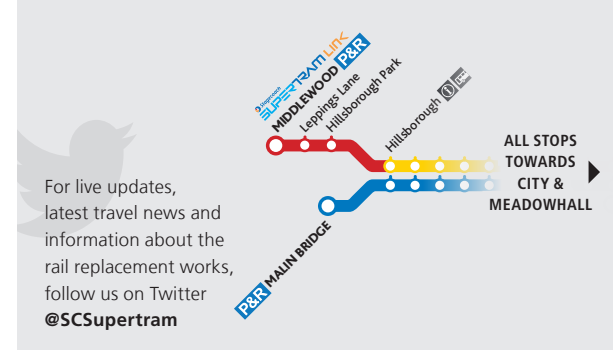 Stagecoach
SUPERTRAM LINK
MIDDLEWOOD P&R
Leppings Lane
Hillsborough Park
Hillsborough i
ALL STOPS
TOWARDS
CITY &
MEADOWHALL
P&R MALIN BRIDGE
For live updates,
latest travel news and
information about the
rail replacement works,
follow us on Twitter
@SCSupertram